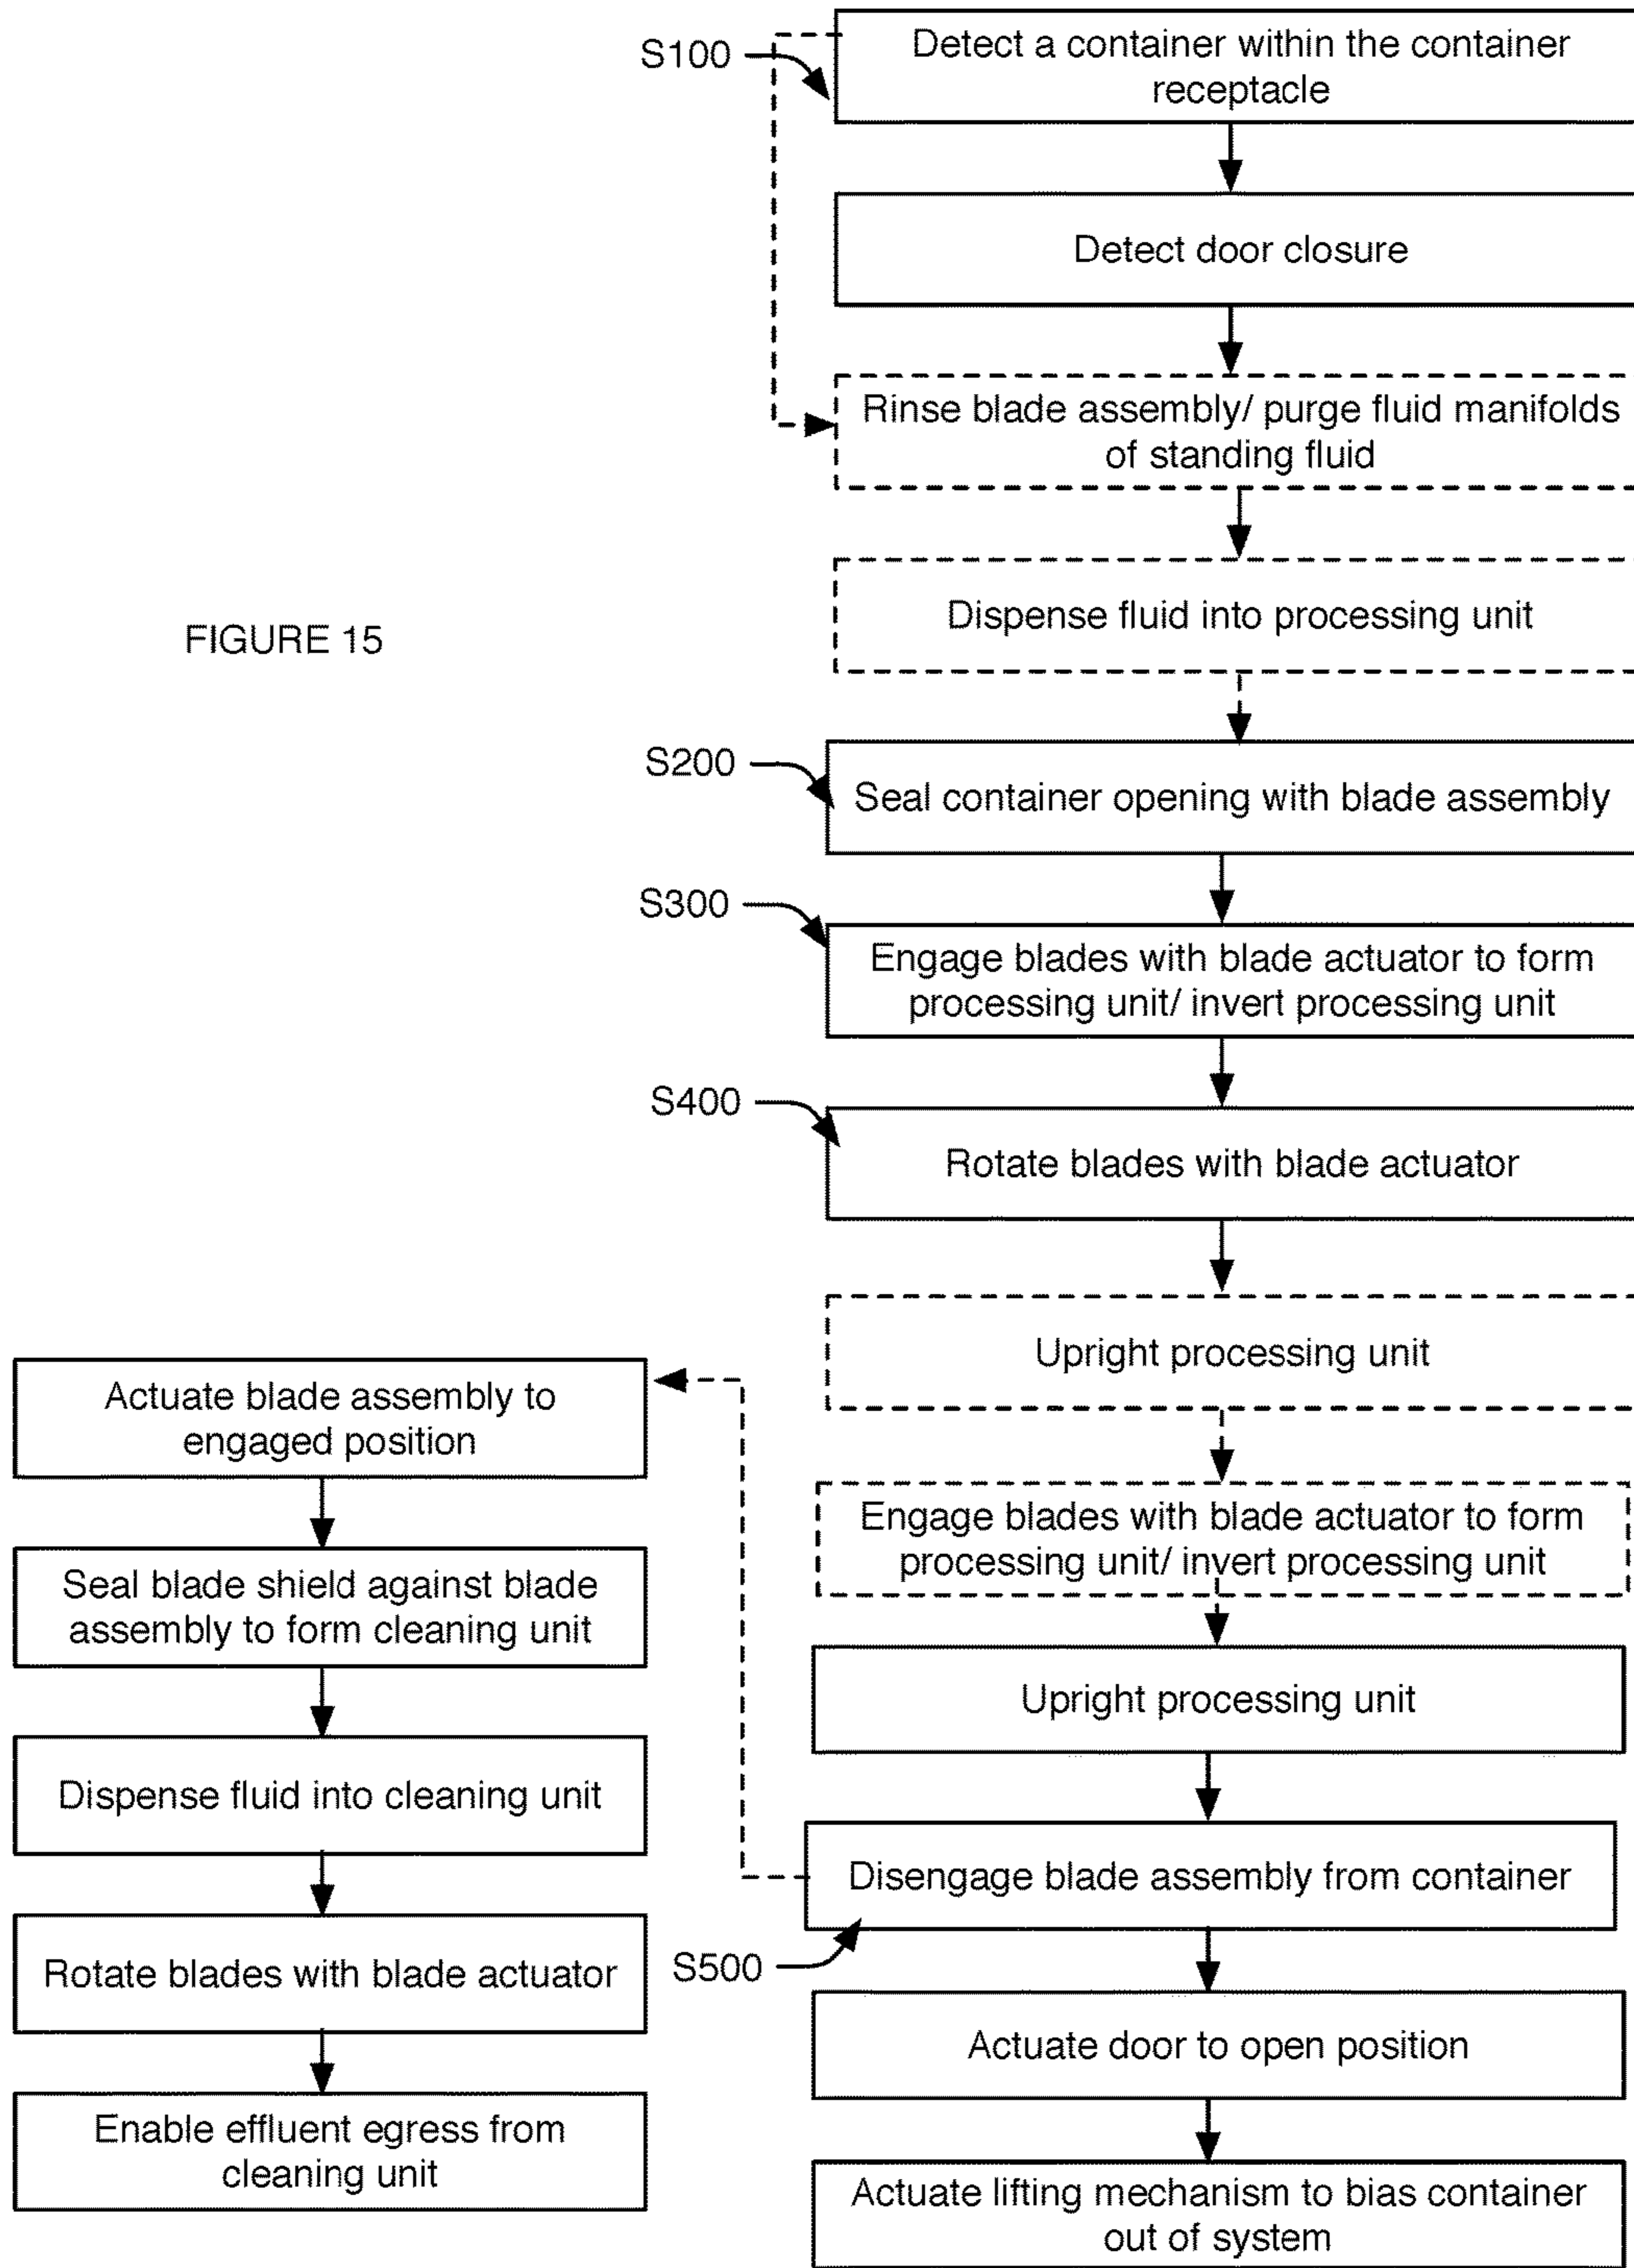 S100
Detect a container within the container
receptacle
Detect door closure
Rinse blade assembly/ purge fluid manifolds
of standing fluid
Dispense fluid into processing unit
FIGURE 15
S200
Seal container opening with blade assembly
S300
Engage blades with blade actuator to form
processing unit/ invert processing unit
S400
Rotate blades with blade actuator
Upright processing unit
Engage blades with blade actuator to form
processing unit/ invert processing unit
Upright processing unit
Disengage blade assembly from container
S500
Actuate door to open position
Actuate lifting mechanism to bias container
out of system
Actuate blade assembly to
engaged position
Seal blade shield against blade
assembly to form cleaning unit
Dispense fluid into cleaning unit
Rotate blades with blade actuator
Enable effluent egress from
cleaning unit